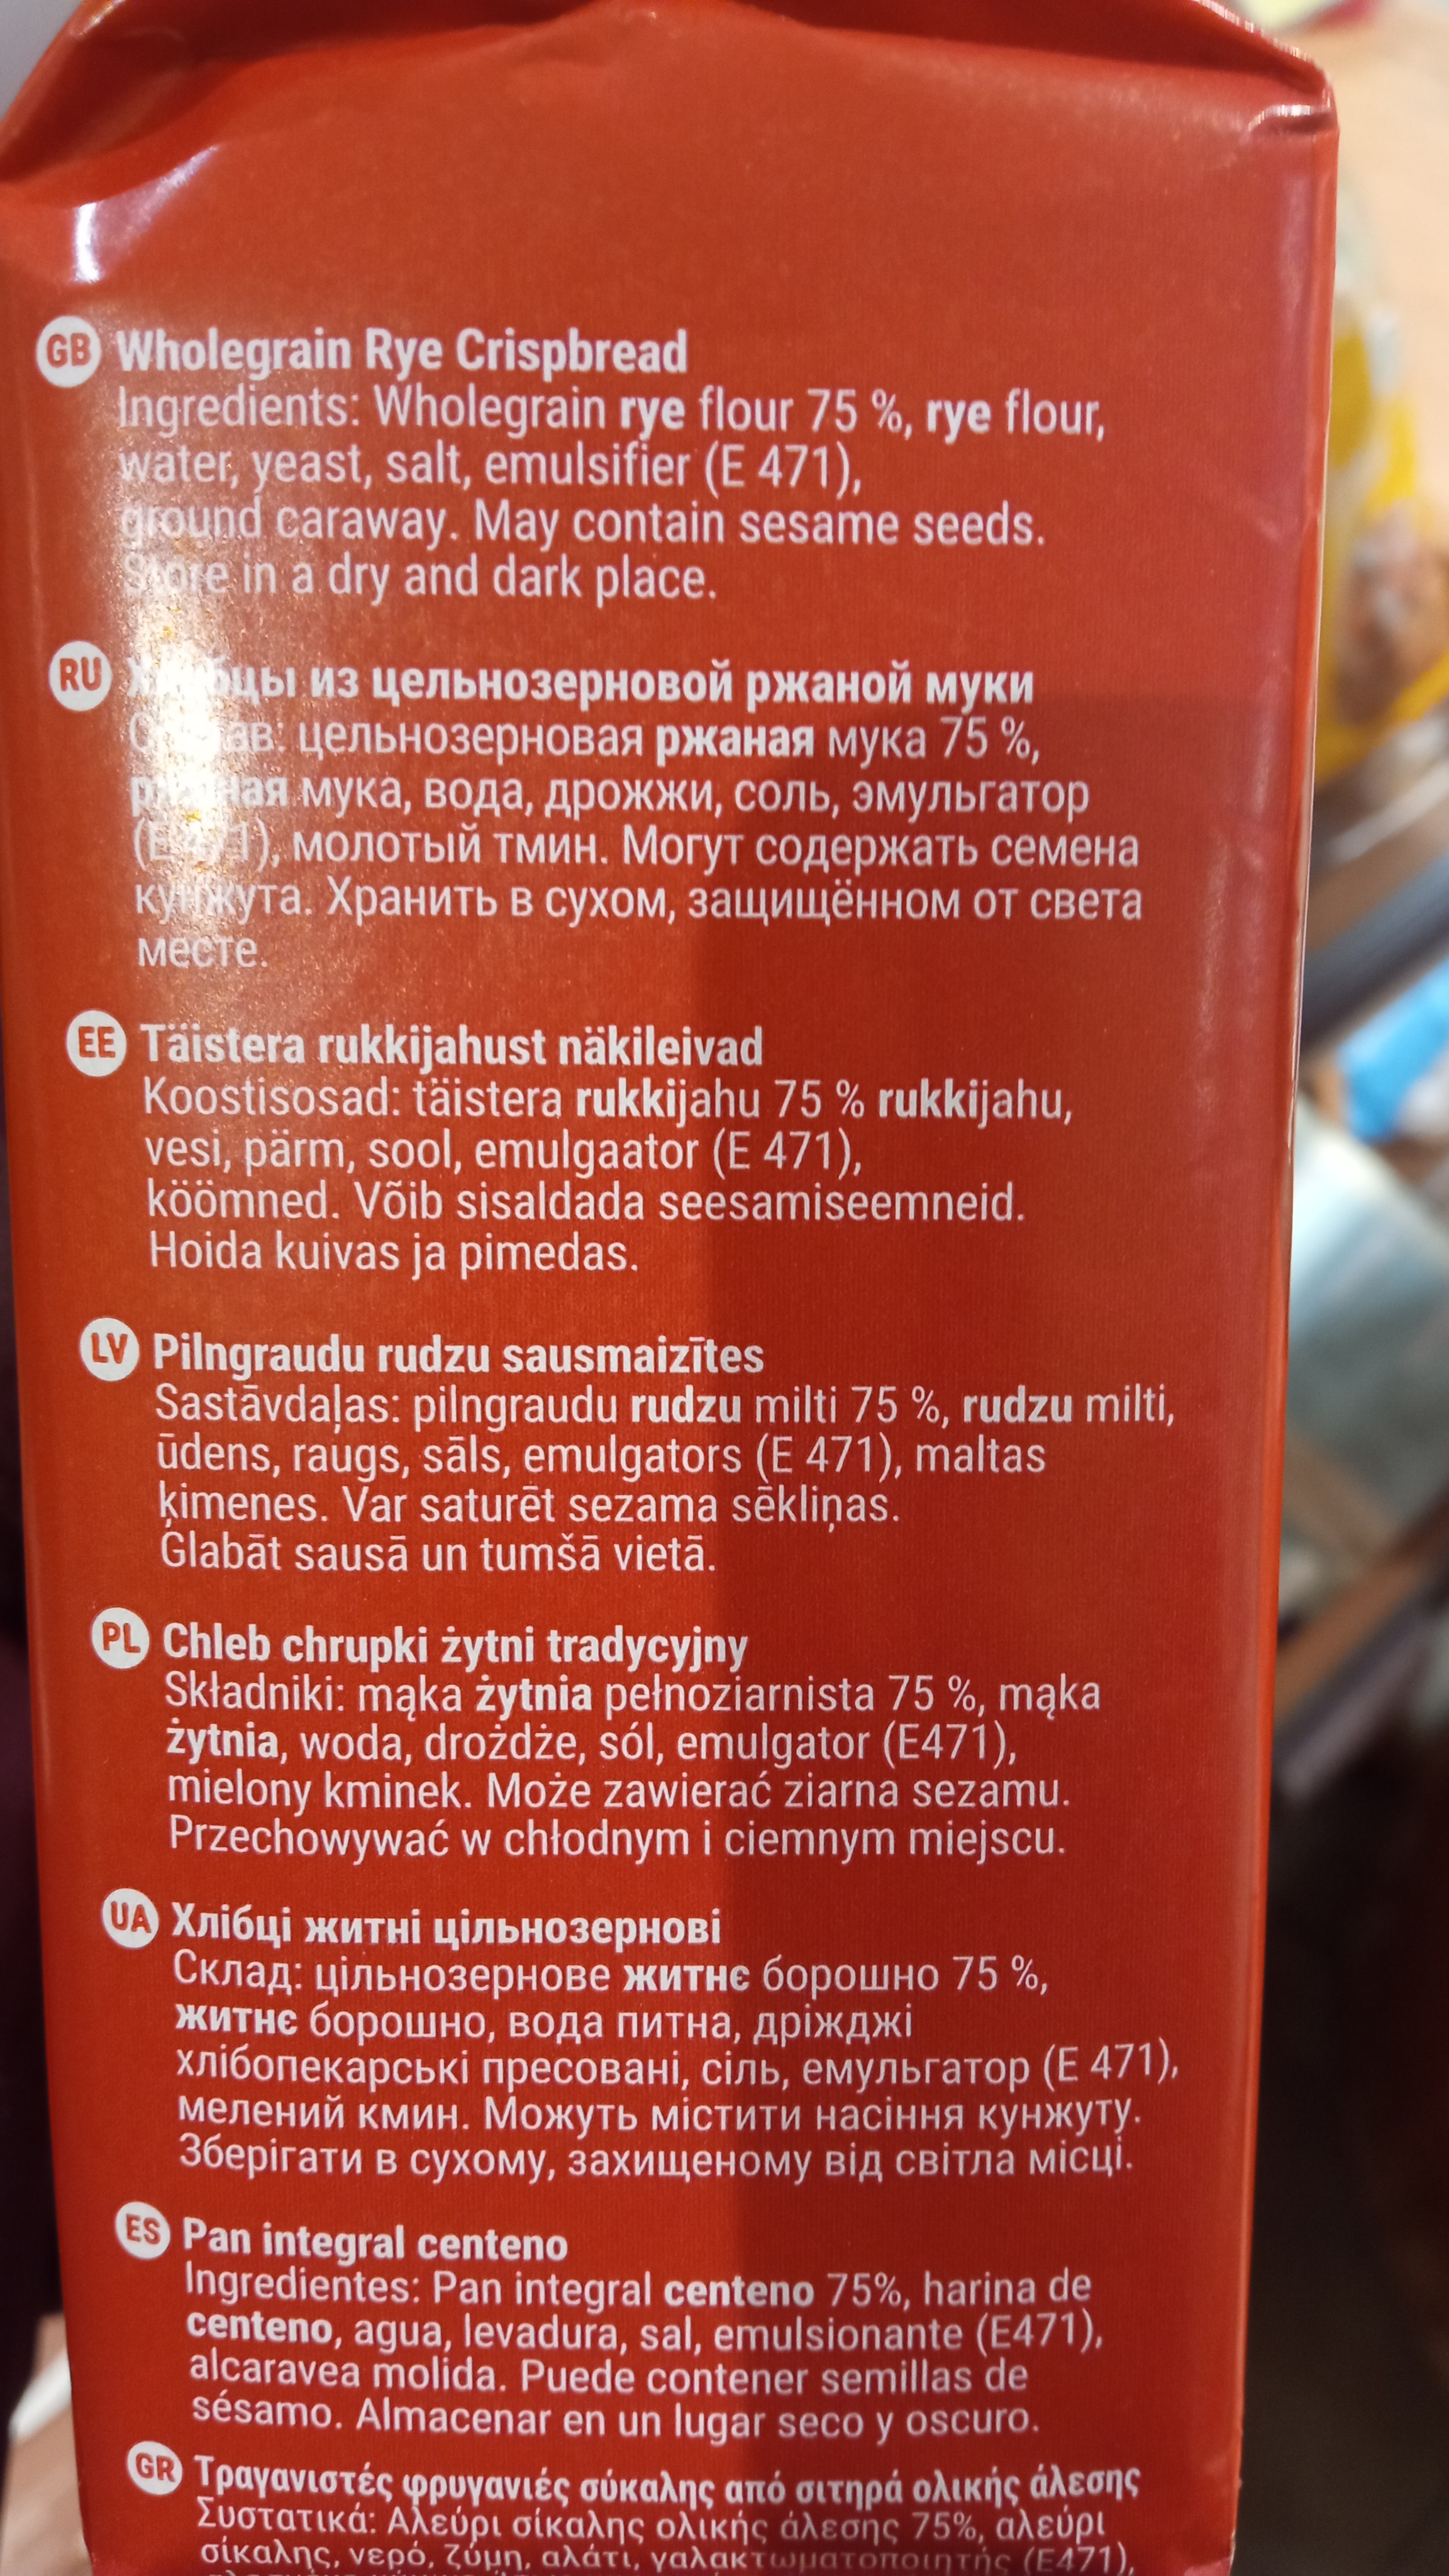 GB Wholegrain Rye Crispbread
Ingredients: Wholegrain rye flour 75 %, rye flour,
water, yeast, salt, emulsifier (E 471),
ground caraway. May contain sesame seeds.
Store in a dry and dark place.
RU из цельнозерновой ржаной муки
цельнозерновая ржаная мука 75 %,
ржаная мука, вода, дрожжи, соль, эмульгатор
(E 471), молотый тмин. Могут содержать семена
кунжута. Хранить в сухом, защищённом от света
месте.
EE Täistera rukkijahust näkileivad
Koostisosad: täistera rukkijahu 75 % rukkijahu,
vesi, pärm, sool, emulgaator (E 471),
köömned. Võib sisaldada seesamiseemneid.
Hoida kuivas ja pimedas.
LV Pilngraudu rudzu sausmaizītes
Sastāvdaļas: pilngraudu rudzu milti 75 %, rudzu milti,
ūdens, raugs, sāls, emulgators (E 471), maltas
ķimenes. Var saturēt sezama sēkliņas.
Glabāt sausā un tumšā vietā.
PL Chleb chrupki żytni tradycyjny
Składniki: mąka żytnia pełnoziarnista 75 %, mąka
żytnia, woda, drożdże, sól, emulgator (E471),
mielony kminek. Może zawierać ziarna sezamu.
Przechowywać w chłodnym i ciemnym miejscu.
UA Хлібці житні цільнозернові
Склад: цільнозернове житнє борошно 75 %,
житнє борошно, вода питна, дріжджі
хлібопекарські пресовані, сіль, емульгатор (Е 471),
мелений кмин. Можуть містити насіння кунжуту.
Зберігати в сухому, захищеному від світла місці.
ES Pan integral centeno
Ingredientes: Pan integral centeno 75%, harina de
centeno, agua, levadura, sal, emulsionante (E471),
alcaravea molida. Puede contener semillas de
sésamo. Almacenar en un lugar seco y oscuro.
GR Τραγανιστές φρυγανιές σύκαλης από σιτηρά ολικής άλεσης
Συστατικά: Αλεύρι σίκαλης ολικής άλεσης 75%, αλεύρι
σίκαλης, νερό, ζύμη, αλάτι, γαλακτωματοποιητής (E471),